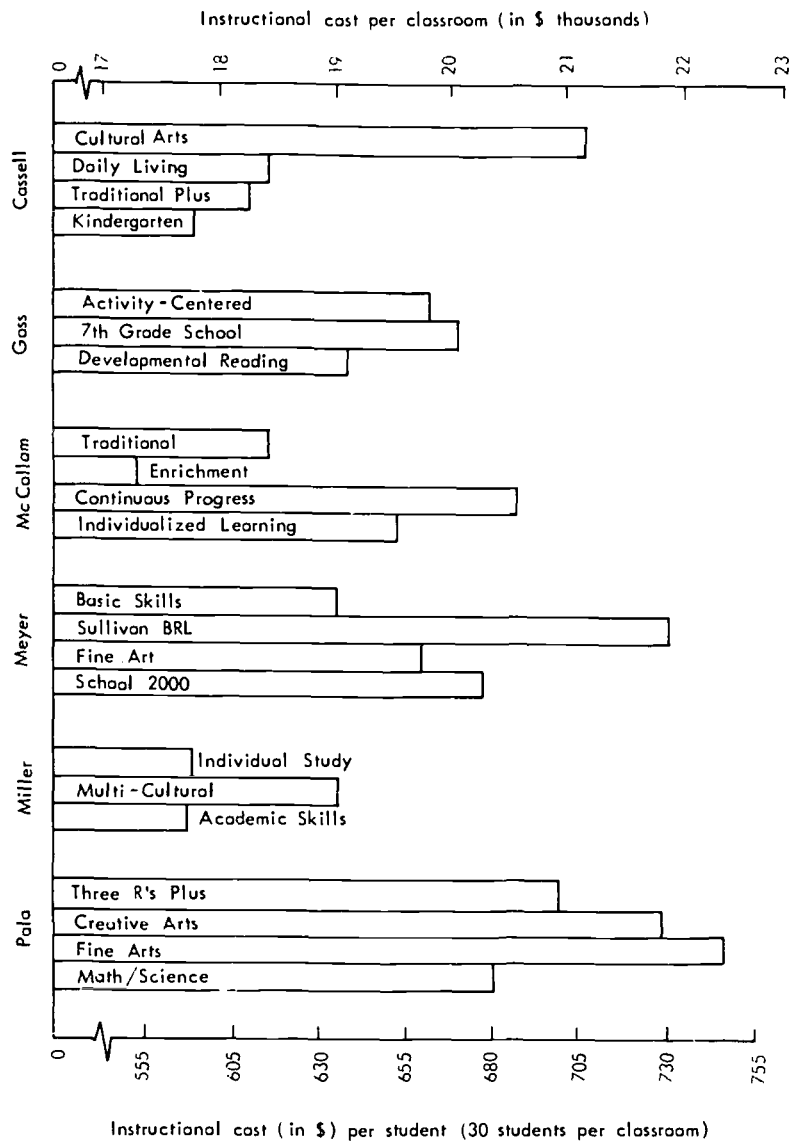 Instructional cost per classroom (in $ thousands)
0 17 18 19 20 21 22 23
Cassell
Cultural Arts
Daily Living
Traditional Plus
Kindergarten
Goss
Activity-Centered
7th Grade School
Developmental Reading
McCollam
Traditional
Enrichment
Continuous Progress
Individualized Learning
Meyer
Basic Skills
Sullivan BRL
Fine Art
School 2000
Miller
Individual Study
Multi-Cultural
Academic Skills
Pala
Three R's Plus
Creative Arts
Fine Arts
Math/Science
0 555 605 630 655 680 705 730 755
Instructional cost (in $) per student (30 students per classroom)